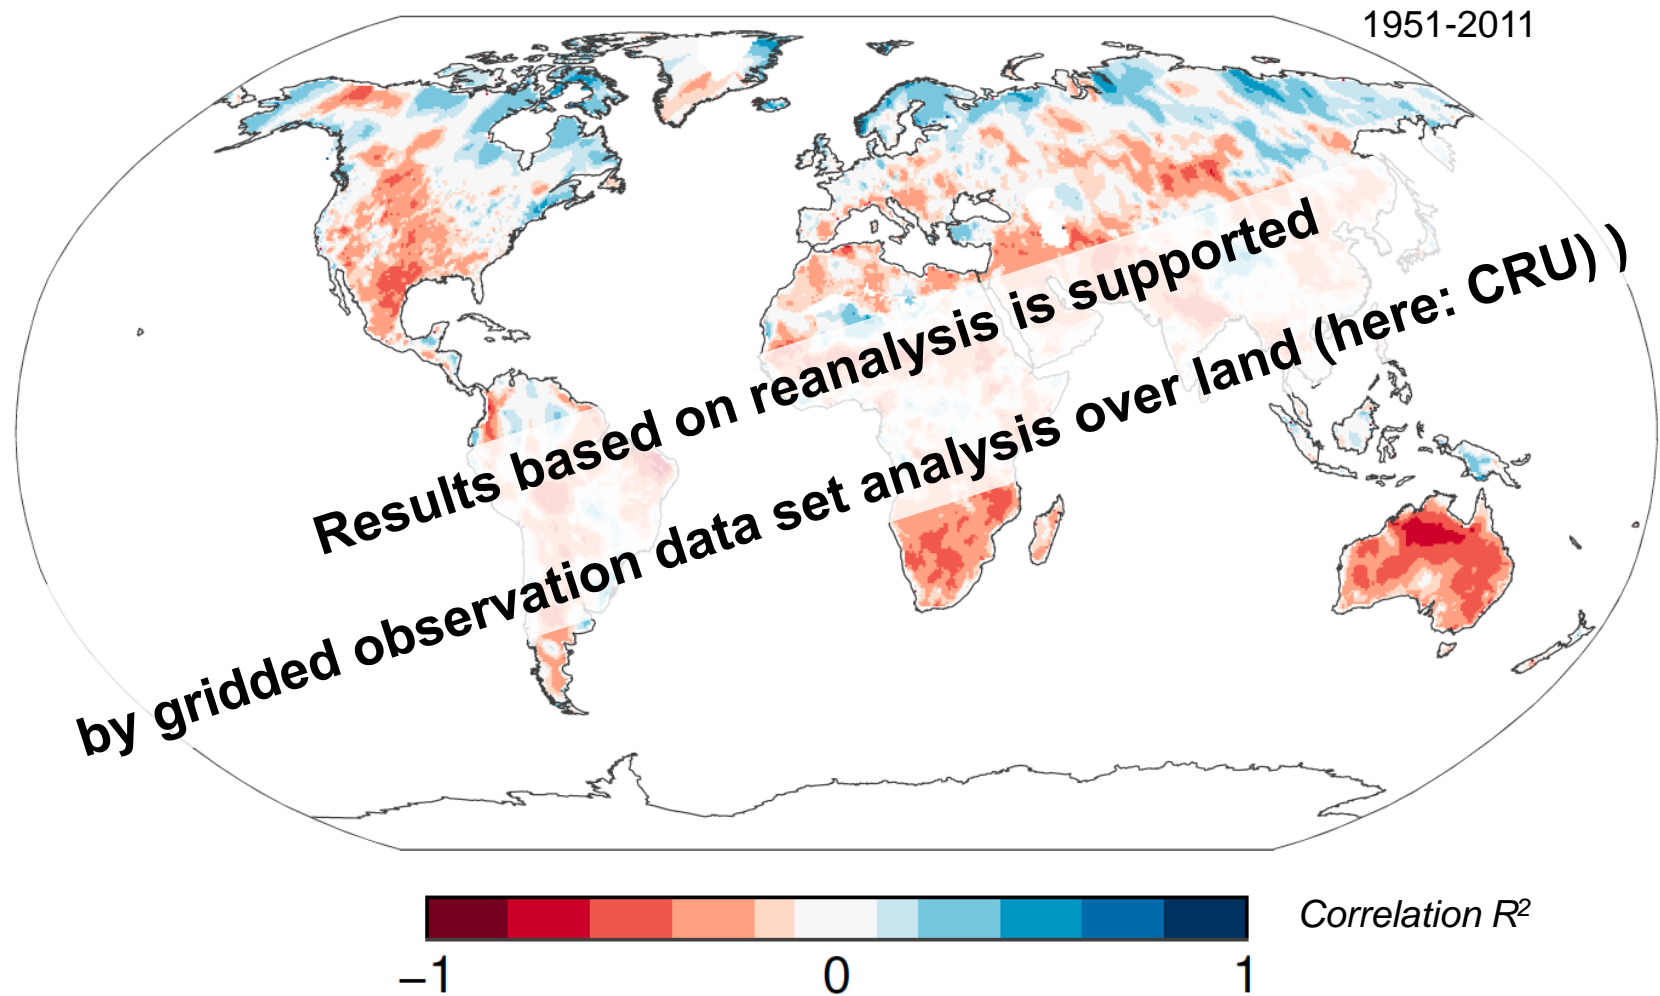 1951-2011
Results based on reanalysis is supported
by gridded observation data set analysis over land (here: CRU) )
Correlation R²
−1 0 1